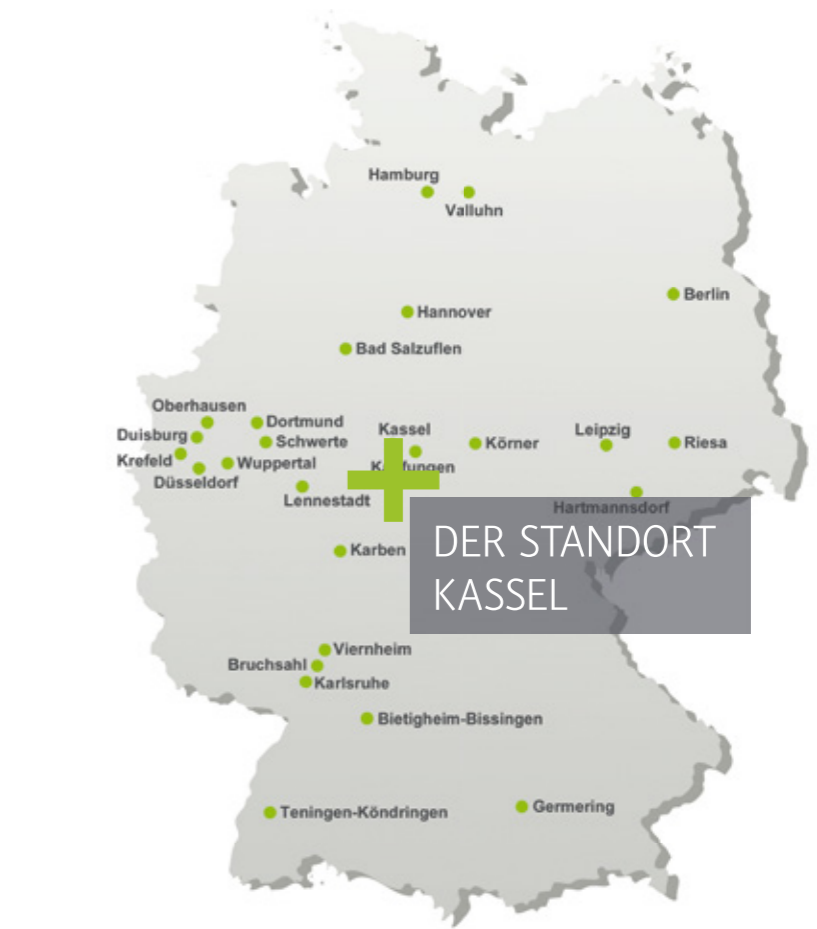 Hamburg
Valluhn
Berlin
Hannover
Bad Salzuflen
Oberhausen
Duisburg
Dortmund
Schwerte
Krefeld
Wuppertal
Düsseldorf
Lennestadt
Kassel
Körner
Leipzig
Riesa
Hartmannsdorf
DER STANDORT
KASSEL
Karben
Viernheim
Bruchsahl
Karlsruhe
Bietigheim-Bissingen
Teningen-Köndringen
Germering